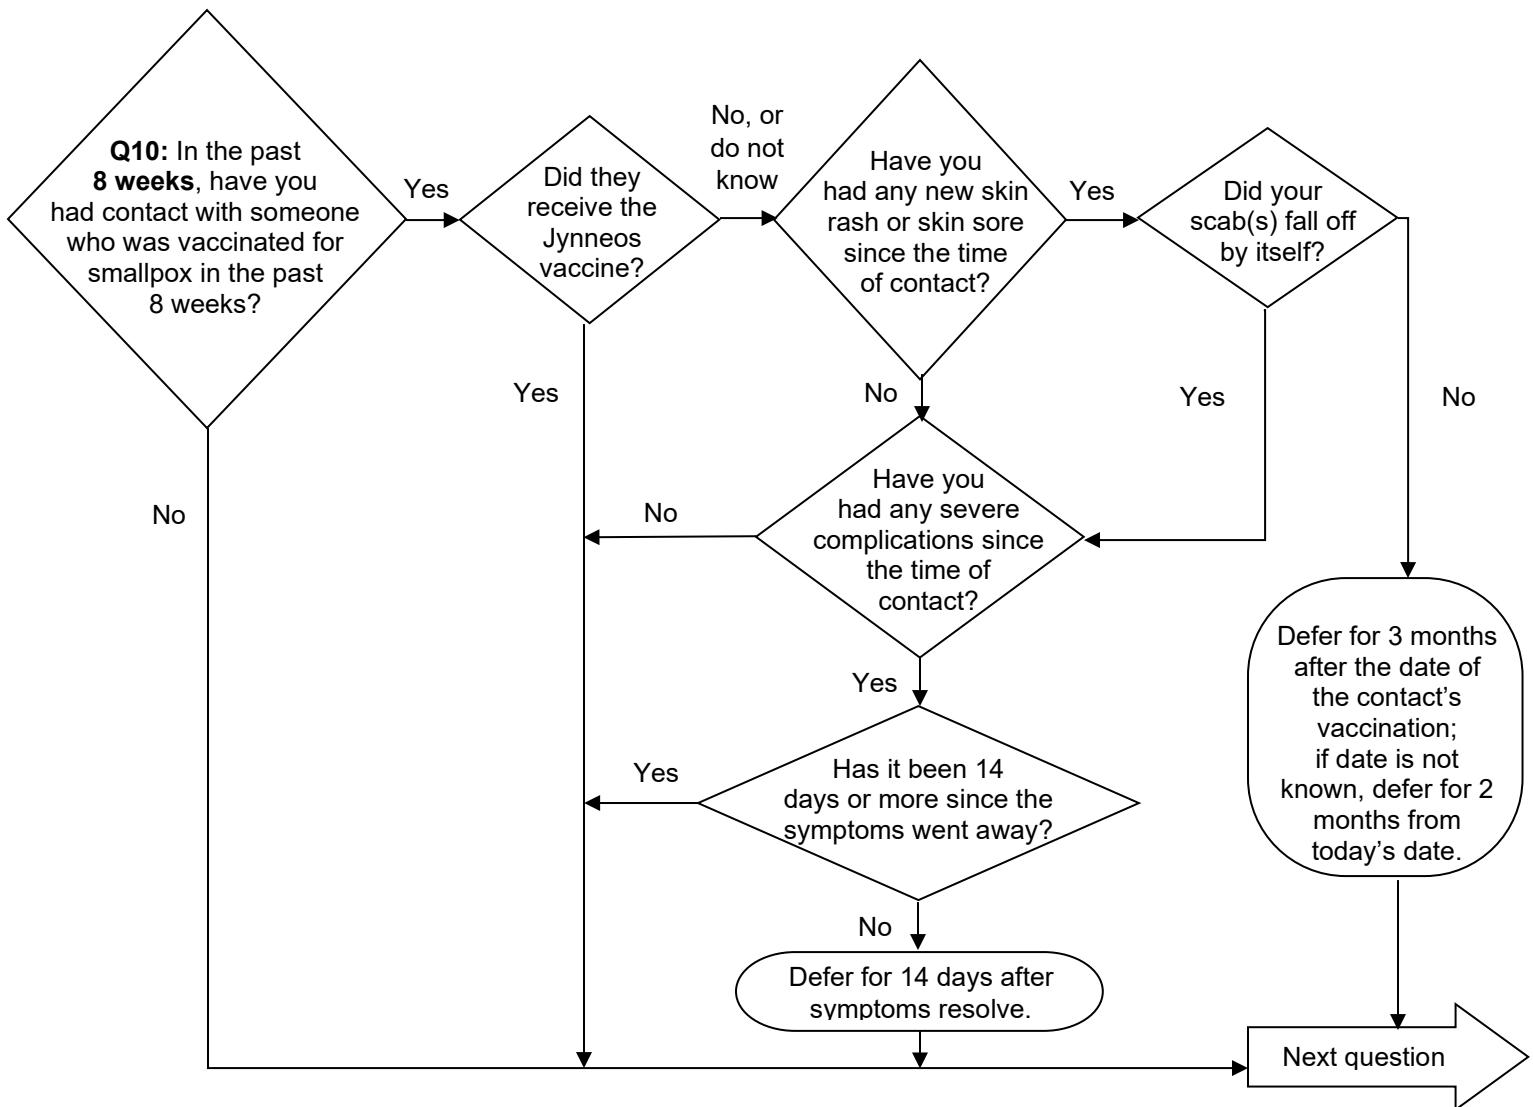 Q10: In the past
8 weeks, have you
had contact with someone
who was vaccinated for
smallpox in the past
8 weeks?
Yes
No
Did they
receive the
Jynneos
vaccine?
No, or
do not
know
Yes
Have you
had any new skin
rash or skin sore
since the time
of contact?
Yes
No
Did your
scab(s) fall off
by itself?
Yes
No
Have you
had any severe
complications since
the time of
contact?
No
Yes
Has it been 14
days or more since the
symptoms went away?
Yes
No
Defer for 14 days after
symptoms resolve.
Defer for 3 months
after the date of
the contact’s
vaccination;
if date is not
known, defer for 2
months from
today’s date.
Next question